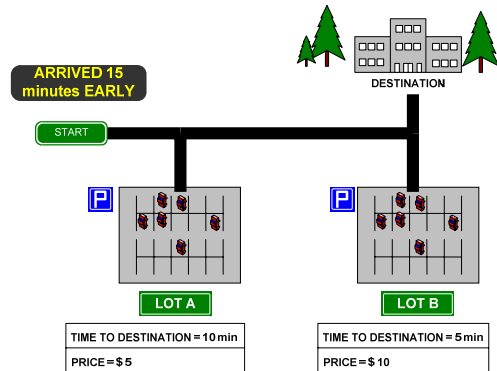 ARRIVED 15
minutes EARLY
DESTINATION
START
P
P
LOT A
LOT B
TIME TO DESTINATION = 10 min
PRICE = $ 5
TIME TO DESTINATION = 5 min
PRICE = $ 10